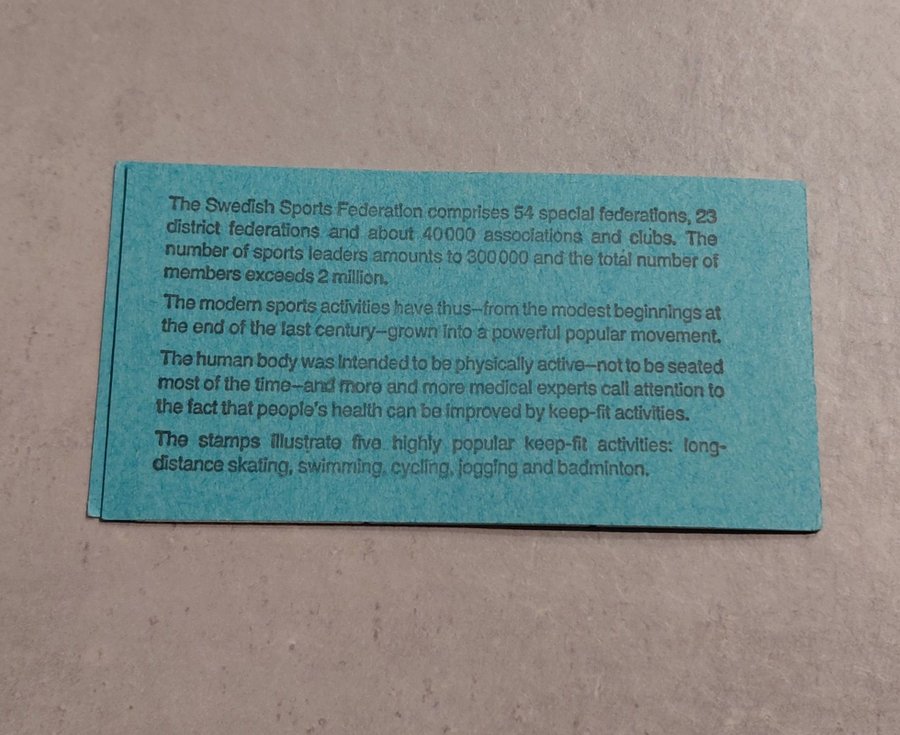 The Swedish Sports Federation comprises 54 special federations, 23
district federations and about 40000 associations and clubs. The
number of sports leaders amounts to 300000 and the total number of
members exceeds 2 million.
The modern sports activities have thus–from the modest beginnings at
the end of the last century–grown into a powerful popular movement.
The human body was intended to be physically active–not to be seated
most of the time–and more and more medical experts call attention to
the fact that people's health can be improved by keep-fit activities.
The stamps illustrate five highly popular keep-fit activities: long-
distance skating, swimming, cycling, jogging and badminton.